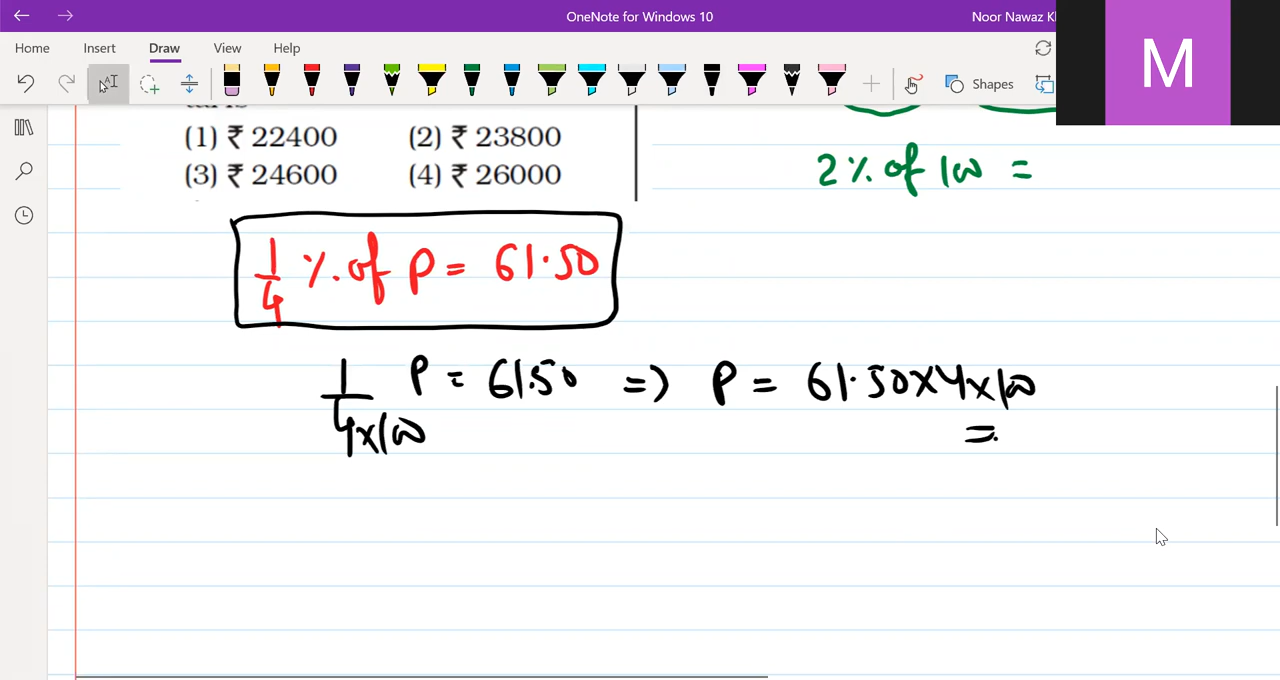 OneNote for Windows 10
Noor Nawaz Kh
M
Home Insert Draw View Help
Shapes
(1) ₹ 22400 (2) ₹ 23800
(3) ₹ 24600 (4) ₹ 26000
2 % of 100 =
1/4 % of P = 61.50
1/(4×100) P = 61.50 => P = 61.50×4×100
=